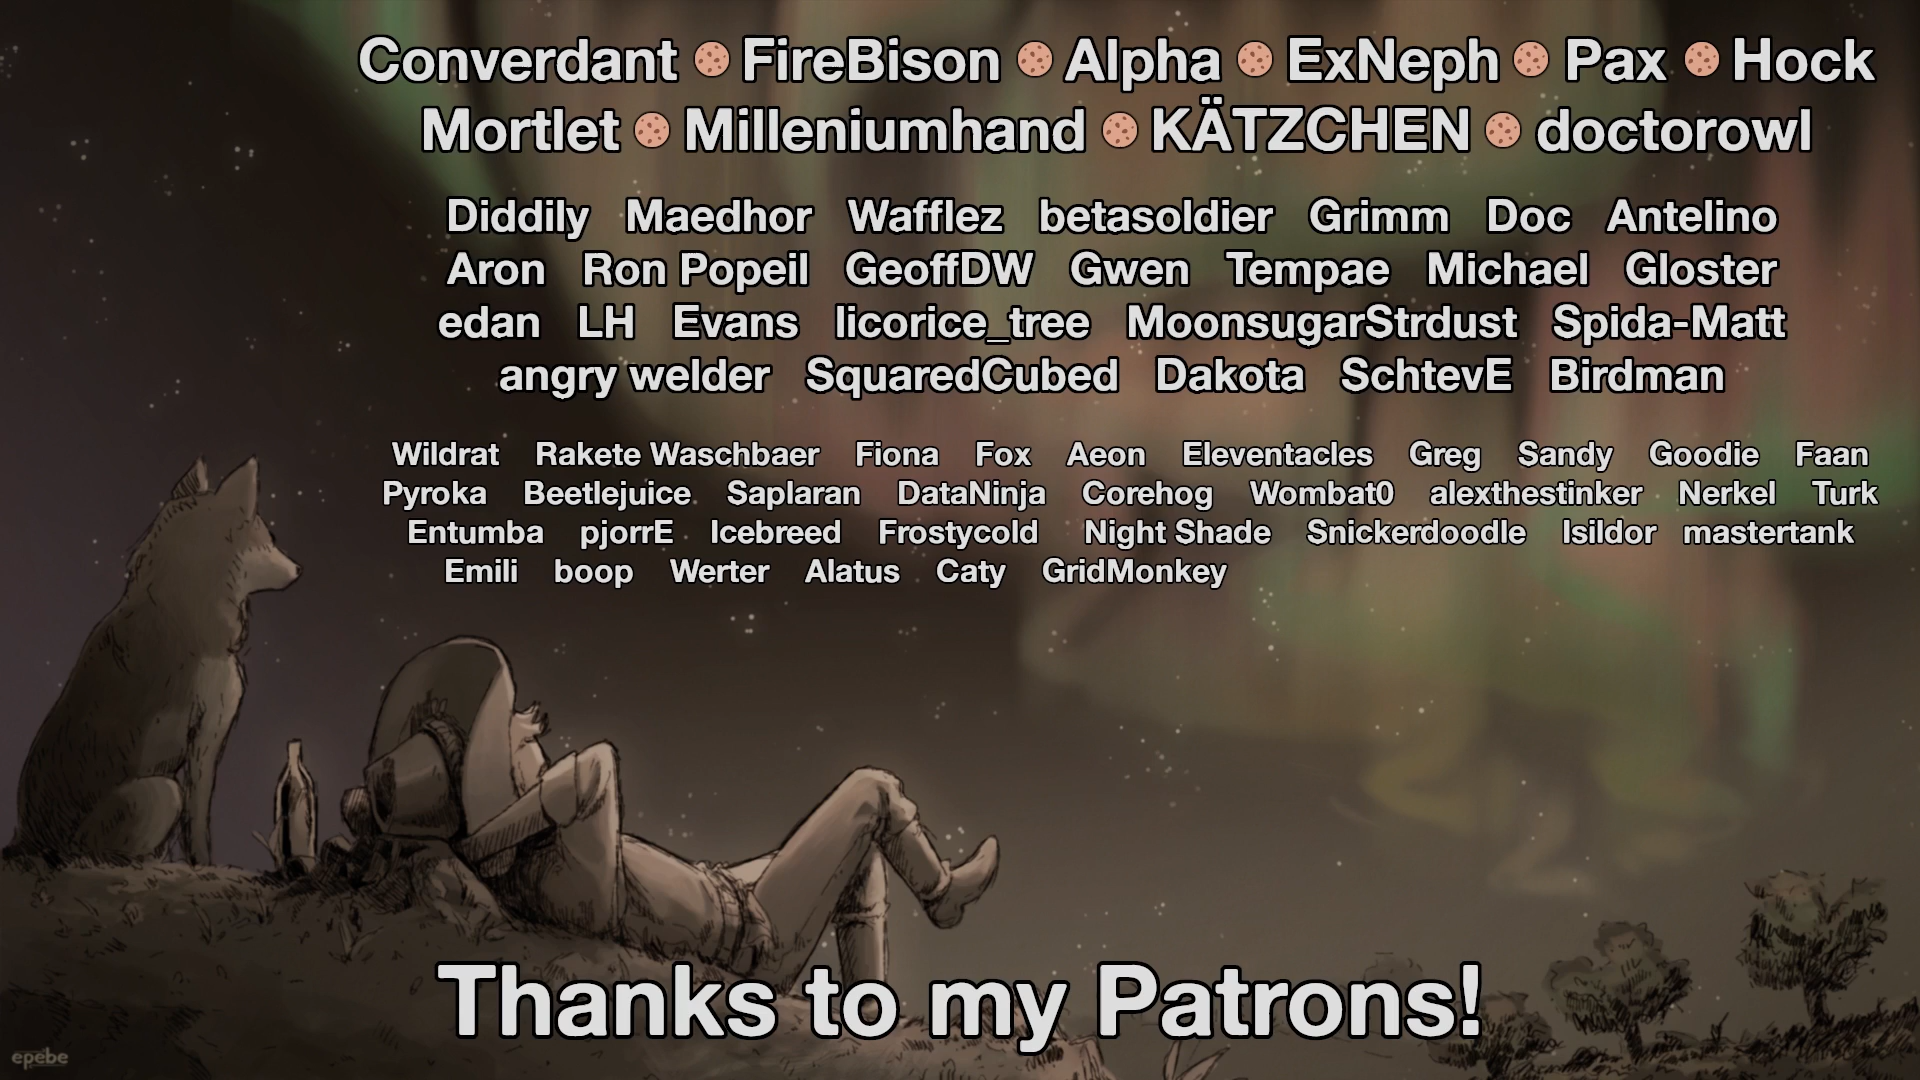 Converdant FireBison Alpha ExNeph Pax Hock
Mortlet Milleniumhand KÄTZCHEN doctorowl
Diddily Maedhor Wafflez betasoldier Grimm Doc Antelino
Aron Ron Popeil GeoffDW Gwen Tempae Michael Gloster
edan LH Evans licorice_tree MoonsugarStrdust Spida-Matt
angry welder SquaredCubed Dakota SchtevE Birdman
Wildrat Rakete Waschbaer Fiona Fox Aeon Eleventacles Greg Sandy Goodie Faan
Pyroka Beetlejuice Saplaran DataNinja Corehog Wombat0 alexthestinker Nerkel Turk
Entumba pjorrE Icebreed Frostycold Night Shade Snickerdoodle Isildor mastertank
Emili boop Werter Alatus Caty GridMonkey
Thanks to my Patrons!
epebe